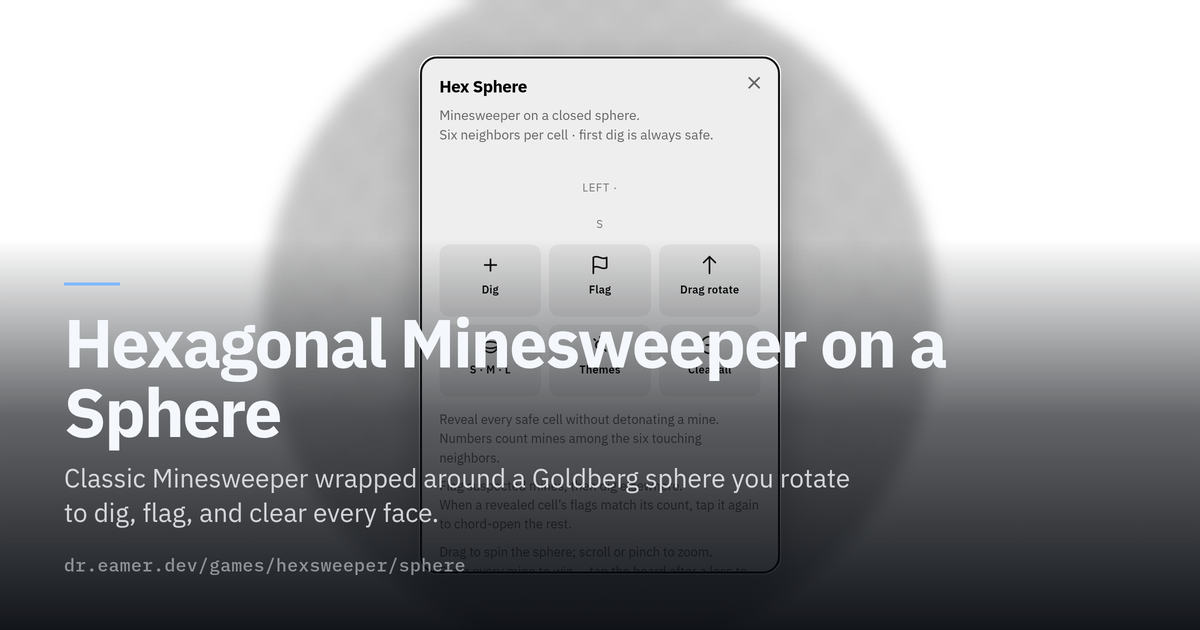 Hex Sphere
Minesweeper on a closed sphere.
Six neighbors per cell · first dig is always safe.
LEFT ·
S
Dig
Flag
Drag rotate
S · M · L
Themes
Clear all
Hexagonal Minesweeper on a
Sphere
Reveal every safe cell without detonating a mine.
Numbers count mines among the six touching
neighbors.
Classic Minesweeper wrapped around a Goldberg sphere you rotate
to dig, flag, and clear every face.
When a revealed cell's flags match its count, tap it again
to chord-open the rest.
Drag to spin the sphere; scroll or pinch to zoom.
dr.eamer.dev/games/hexsweeper/sphere